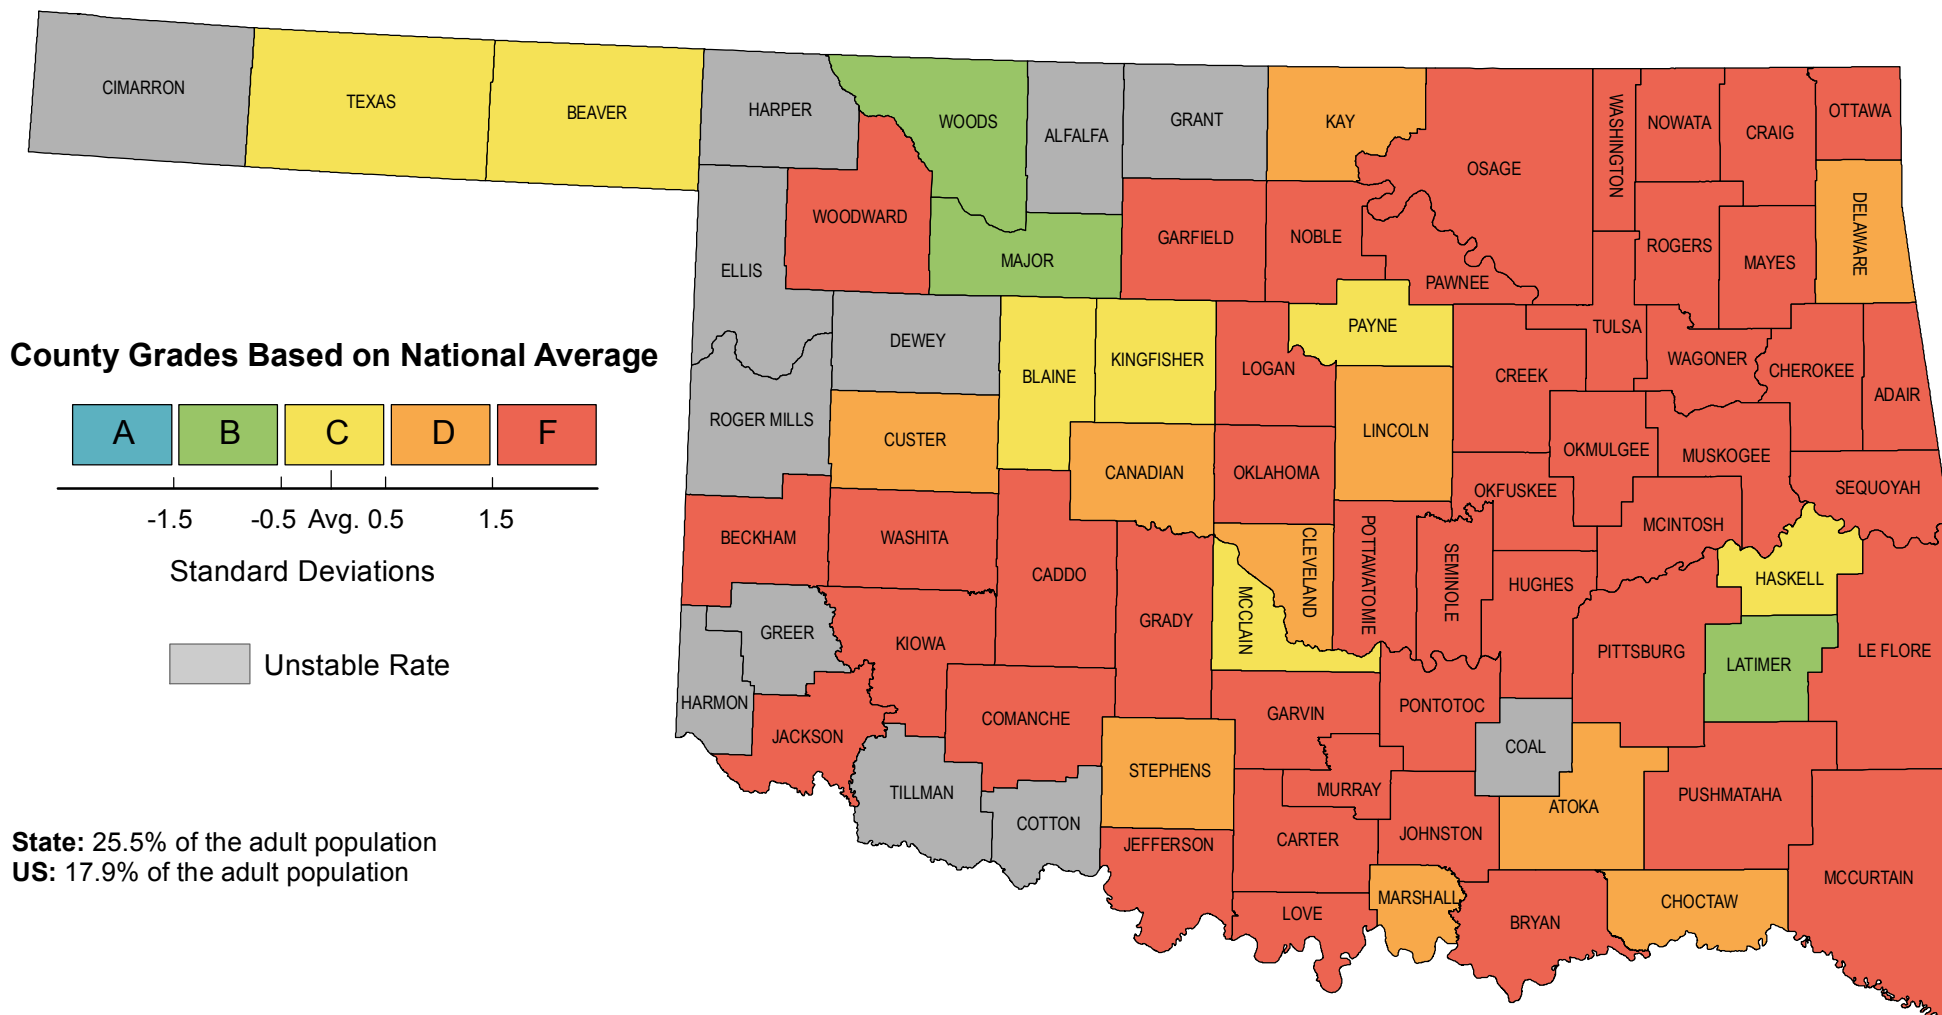 CIMARRON
TEXAS
BEAVER
HARPER
WOODS
ALFALFA
GRANT
KAY
OSAGE
WASHINGTON
NOWATA
CRAIG
OTTAWA
WOODWARD
ELLIS
MAJOR
GARFIELD
NOBLE
PAWNEE
ROGERS
MAYES
DELAWARE
County Grades Based on National Average
A B C D F
-1.5 -0.5 Avg. 0.5 1.5
Standard Deviations
Unstable Rate
DEWEY
BLAINE
KINGFISHER
LOGAN
PAYNE
CREEK
TULSA
WAGONER
CHEROKEE
ADAIR
ROGER MILLS
CUSTER
CANADIAN
OKLAHOMA
LINCOLN
OKMULGEE
MUSKOGEE
OKFUSKEE
SEQUOYAH
BECKHAM
WASHITA
CADDO
GRADY
MCCLAIN
CLEVELAND
POTTAWATOMIE
SEMINOLE
HUGHES
MCINTOSH
HASKELL
GREER
KIOWA
PITTSBURG
LATIMER
LE FLORE
HARMON
JACKSON
COMANCHE
GARVIN
PONTOTOC
COAL
TILLMAN
COTTON
STEPHENS
MURRAY
JOHNSTON
ATOKA
PUSHMATAHA
JEFFERSON
CARTER
LOVE
MARSHALL
BRYAN
CHOCTAW
MCCURTAIN
State: 25.5% of the adult population
US: 17.9% of the adult population